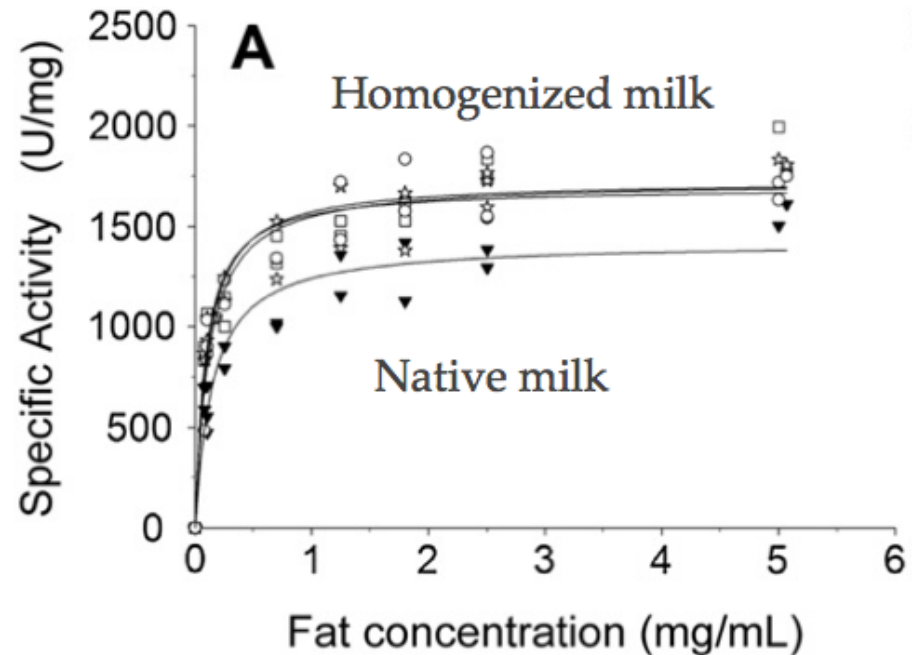 A
Homogenized milk
Native milk
Specific Activity (U/mg)
2500
2000
1500
1000
500
0
0 1 2 3 4 5 6
Fat concentration (mg/mL)